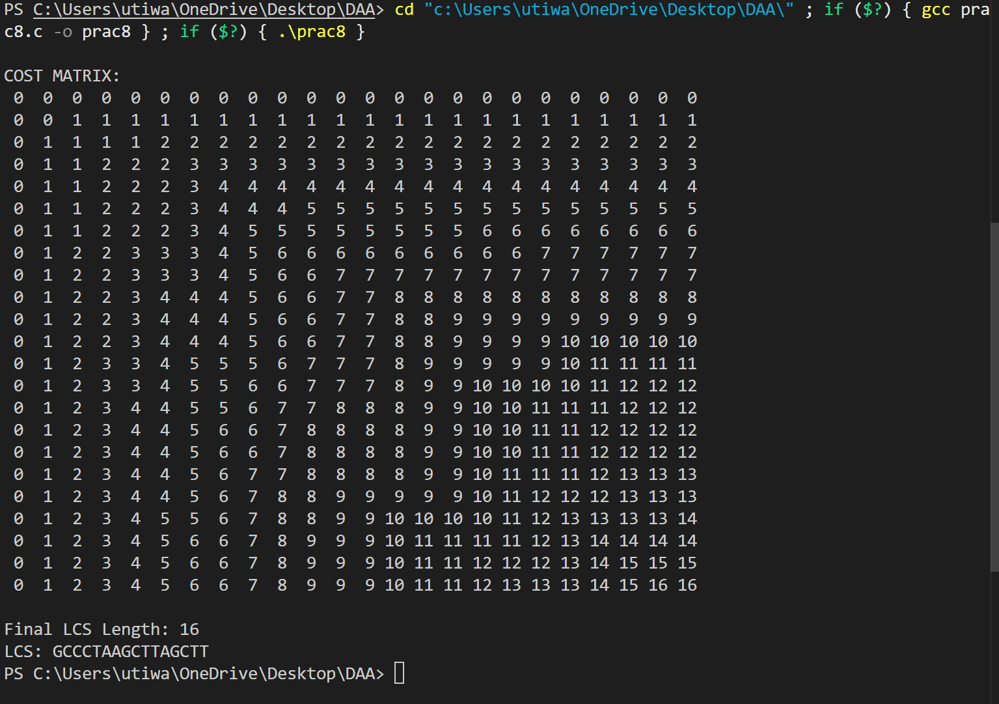 PS C:\Users\utiwa\OneDrive\Desktop\DAA> cd "c:\Users\utiwa\OneDrive\Desktop\DAA\" ; if ($?) { gcc pra
c8.c -o prac8 } ; if ($?) { .\prac8 }
COST MATRIX:
0 0 0 0 0 0 0 0 0 0 0 0 0 0 0 0 0 0 0 0 0 0 0 0
0 0 1 1 1 1 1 1 1 1 1 1 1 1 1 1 1 1 1 1 1 1 1 1
0 1 1 1 1 2 2 2 2 2 2 2 2 2 2 2 2 2 2 2 2 2 2 2
0 1 1 2 2 2 3 3 3 3 3 3 3 3 3 3 3 3 3 3 3 3 3 3
0 1 1 2 2 2 3 4 4 4 4 4 4 4 4 4 4 4 4 4 4 4 4 4
0 1 1 2 2 2 3 4 4 4 5 5 5 5 5 5 5 5 5 5 5 5 5 5
0 1 1 2 2 2 3 4 5 5 5 5 5 5 5 5 6 6 6 6 6 6 6 6
0 1 2 2 3 3 3 4 5 6 6 6 6 6 6 6 6 6 7 7 7 7 7 7
0 1 2 2 3 3 3 4 5 6 6 7 7 7 7 7 7 7 7 7 7 7 7 7
0 1 2 2 3 4 4 4 5 6 6 7 7 8 8 8 8 8 8 8 8 8 8 8
0 1 2 2 3 4 4 4 5 6 6 7 7 8 8 9 9 9 9 9 9 9 9 9
0 1 2 2 3 4 4 4 5 6 6 7 7 8 8 9 9 9 9 10 10 10 10 10
0 1 2 3 3 4 5 5 5 6 7 7 7 8 9 9 9 9 9 10 11 11 11 11
0 1 2 3 3 4 5 5 6 6 7 7 7 8 9 9 10 10 10 10 11 12 12 12
0 1 2 3 4 4 5 5 6 7 7 8 8 8 9 9 10 10 11 11 11 12 12 12
0 1 2 3 4 4 5 6 6 7 8 8 8 8 9 9 10 10 11 11 12 12 12 12
0 1 2 3 4 4 5 6 6 7 8 8 8 8 9 9 10 10 11 11 12 12 12 12
0 1 2 3 4 4 5 6 7 7 8 8 8 8 9 9 10 11 11 11 12 13 13 13
0 1 2 3 4 4 5 6 7 8 8 9 9 9 9 9 10 11 12 12 12 13 13 13
0 1 2 3 4 5 5 6 7 8 8 9 9 10 10 10 10 11 12 13 13 13 13 14
0 1 2 3 4 5 6 6 7 8 9 9 9 10 11 11 11 11 12 13 14 14 14 14
0 1 2 3 4 5 6 6 7 8 9 9 9 10 11 11 12 12 12 13 14 15 15 15
0 1 2 3 4 5 6 6 7 8 9 9 9 10 11 11 12 13 13 13 14 15 16 16
Final LCS Length: 16
LCS: GCCCTAAGCTTAGCTT
PS C:\Users\utiwa\OneDrive\Desktop\DAA>